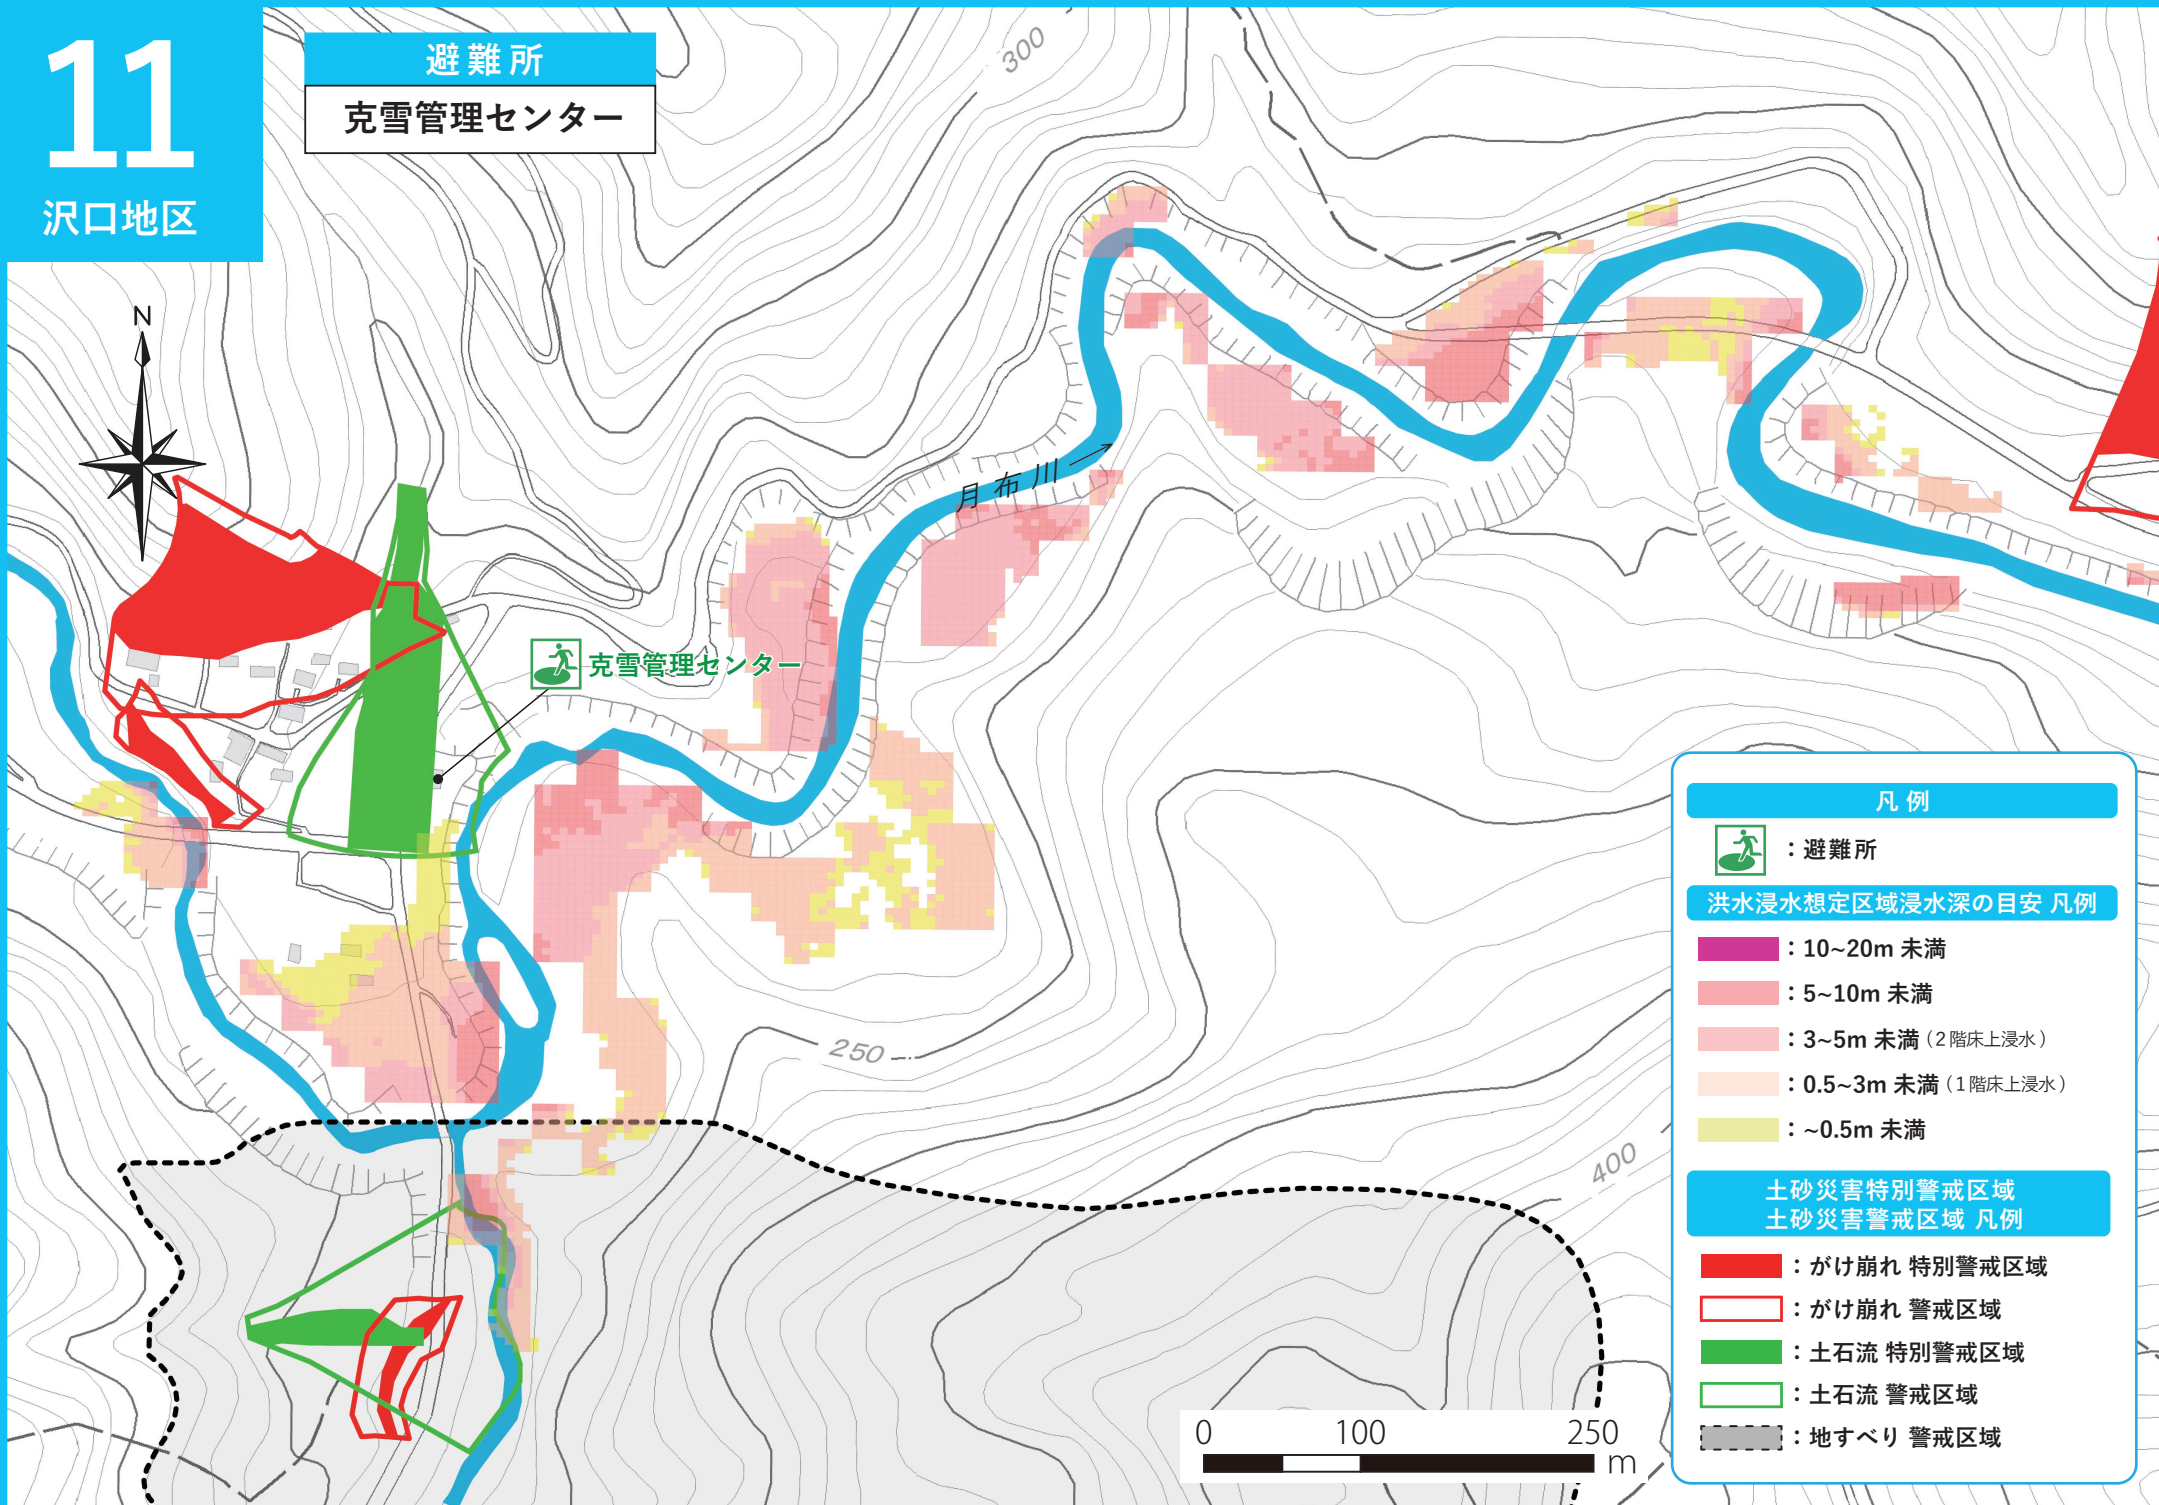 11
沢口地区
避難所
克雪管理センター
300
N
月布川
克雪管理センター
250
400
凡 例
：避難所
洪水浸水想定区域浸水深の目安 凡例
：10~20m 未満
：5~10m 未満
：3~5m 未満（2階床上浸水）
：0.5~3m 未満（1階床上浸水）
：~0.5m 未満
土砂災害特別警戒区域
土砂災害警戒区域 凡例
：がけ崩れ 特別警戒区域
：がけ崩れ 警戒区域
：土石流 特別警戒区域
：土石流 警戒区域
：地すべり 警戒区域
0 100 250
m